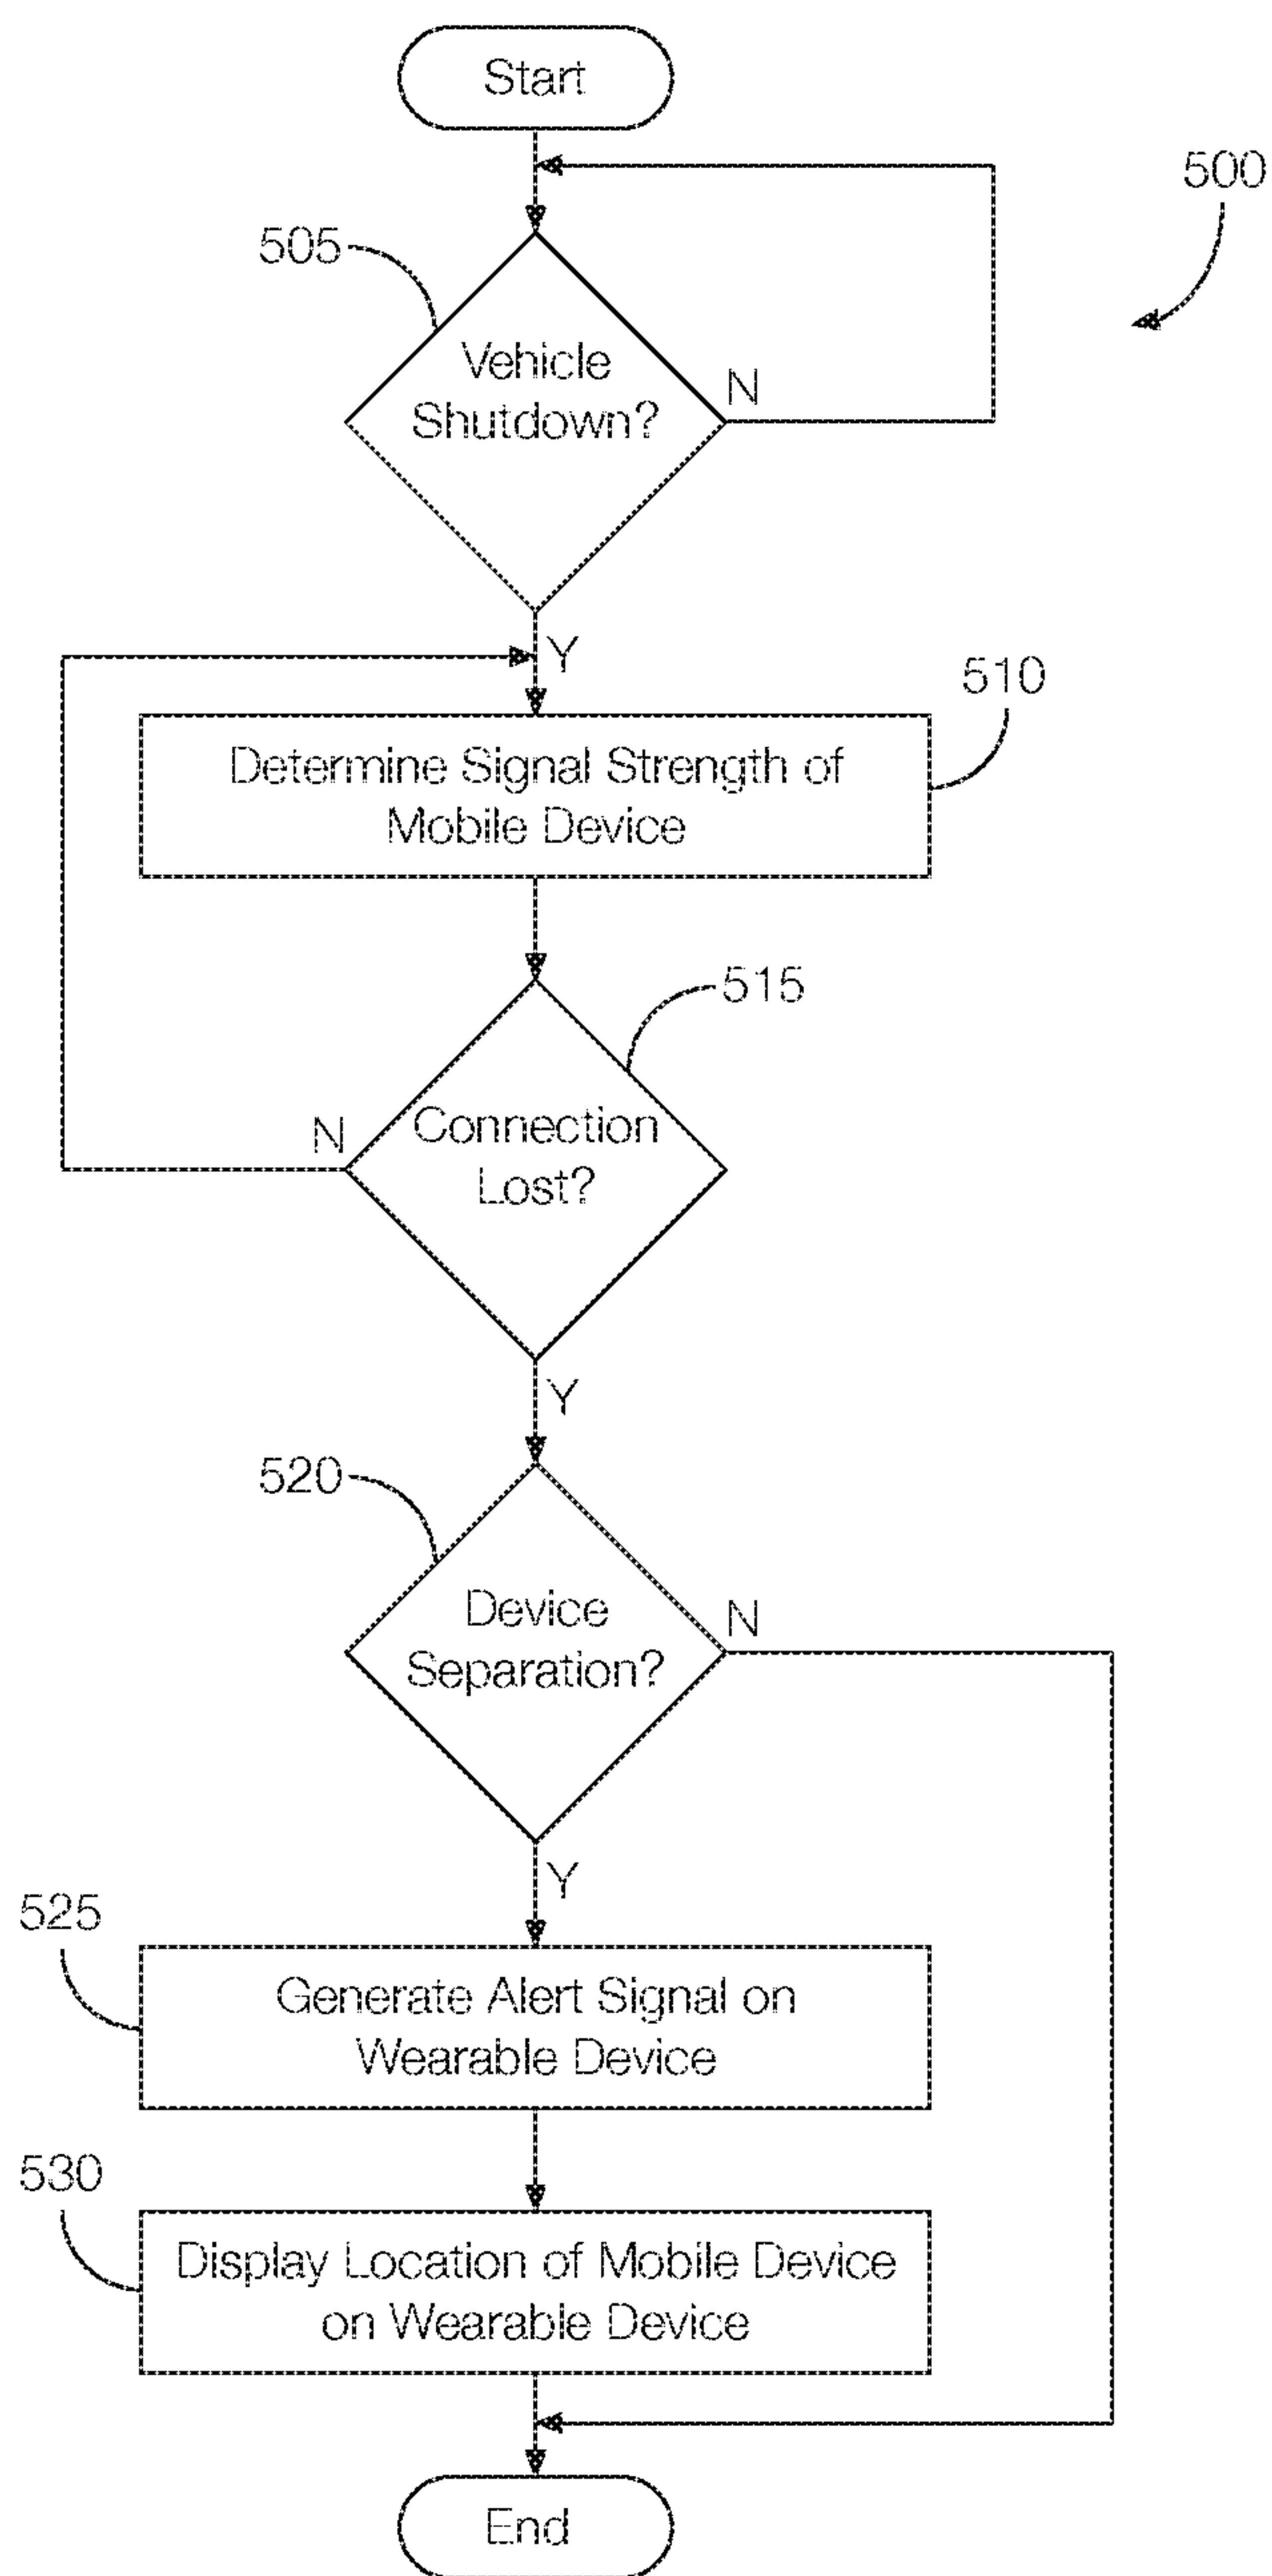 Start
500
505
Vehicle
Shutdown?
N
Y
510
Determine Signal Strength of
Mobile Device
515
Connection
Lost?
N
Y
520
Device
Separation?
N
Y
525
Generate Alert Signal on
Wearable Device
530
Display Location of Mobile Device
on Wearable Device
End